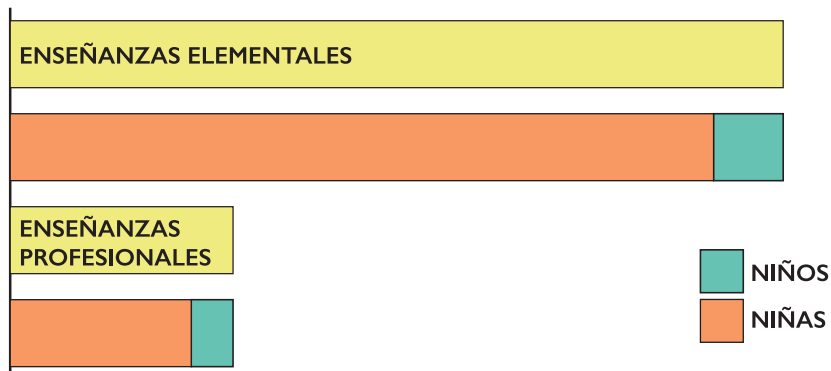 ENSEÑANZAS ELEMENTALES
ENSEÑANZAS
PROFESIONALES
NIÑOS
NIÑAS